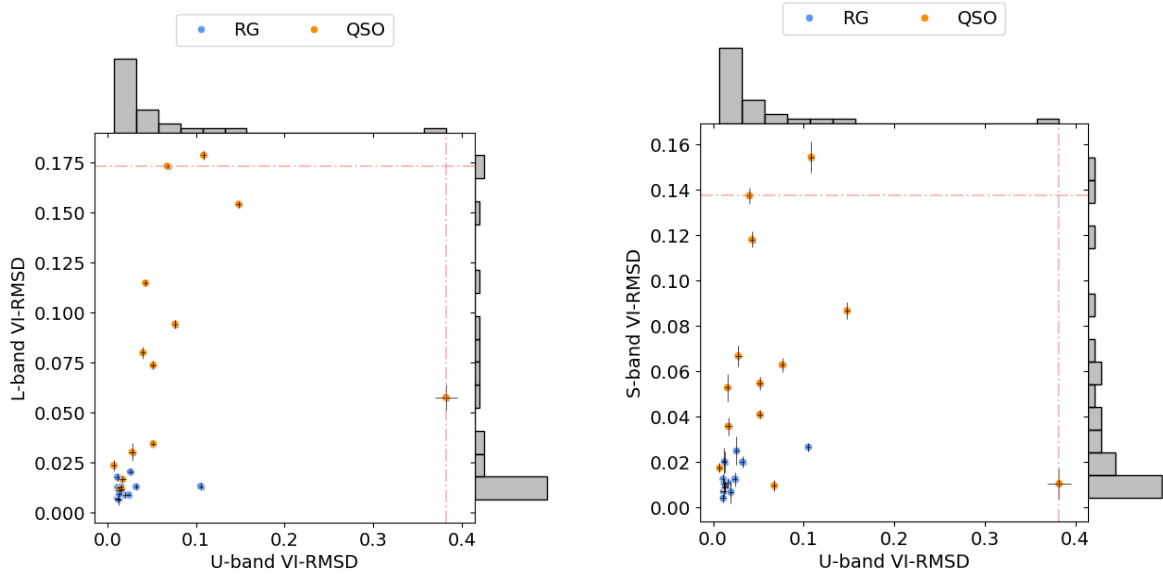 RG QSO
0.175
0.150
0.125
0.100
0.075
0.050
0.025
0.000
L-band VI-RMSD
0.0 0.1 0.2 0.3 0.4
U-band VI-RMSD
RG QSO
0.16
0.14
0.12
0.10
0.08
0.06
0.04
0.02
0.00
S-band VI-RMSD
0.0 0.1 0.2 0.3 0.4
U-band VI-RMSD